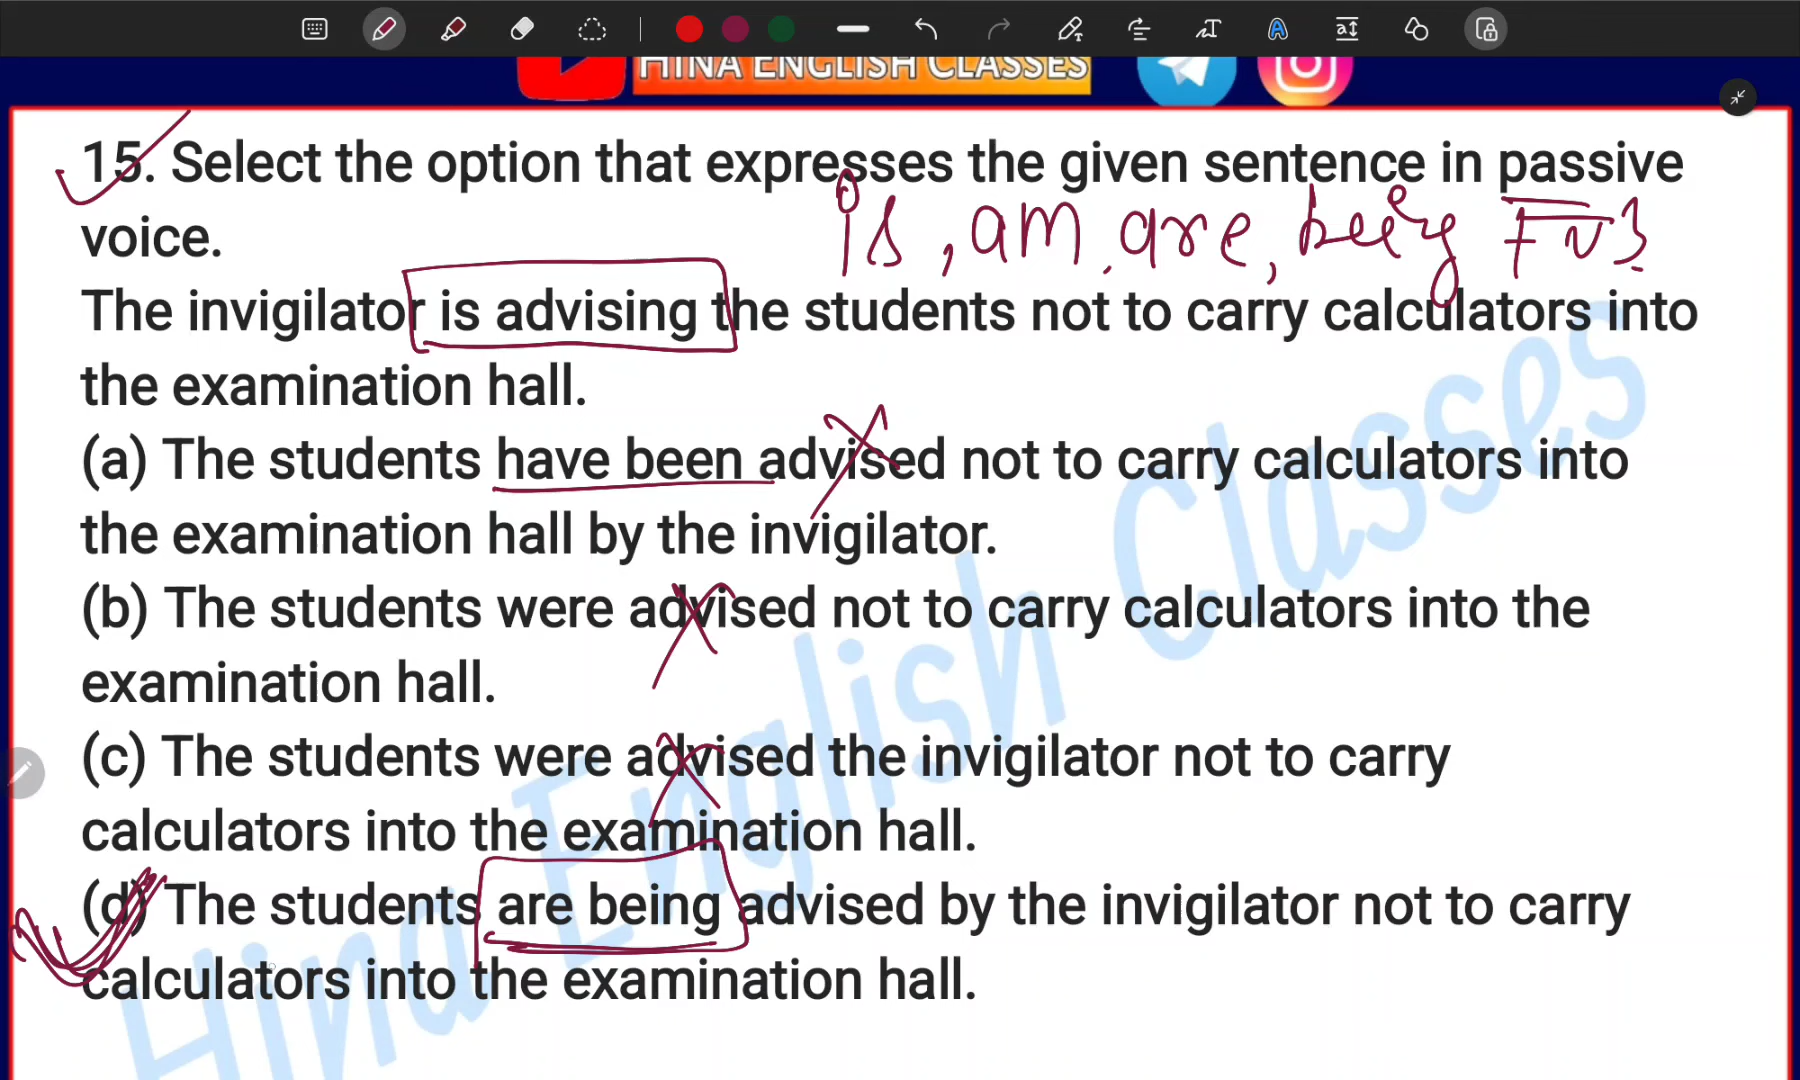 HINA ENGLISH CLASSES
15. Select the option that expresses the given sentence in passive
voice.
is, am, are, being + V3
The invigilator is advising the students not to carry calculators into
the examination hall.
(a) The students have been advised not to carry calculators into
the examination hall by the invigilator.
(b) The students were advised not to carry calculators into the
examination hall.
(c) The students were advised the invigilator not to carry
calculators into the examination hall.
(d) The students are being advised by the invigilator not to carry
calculators into the examination hall.
Hina English Classes